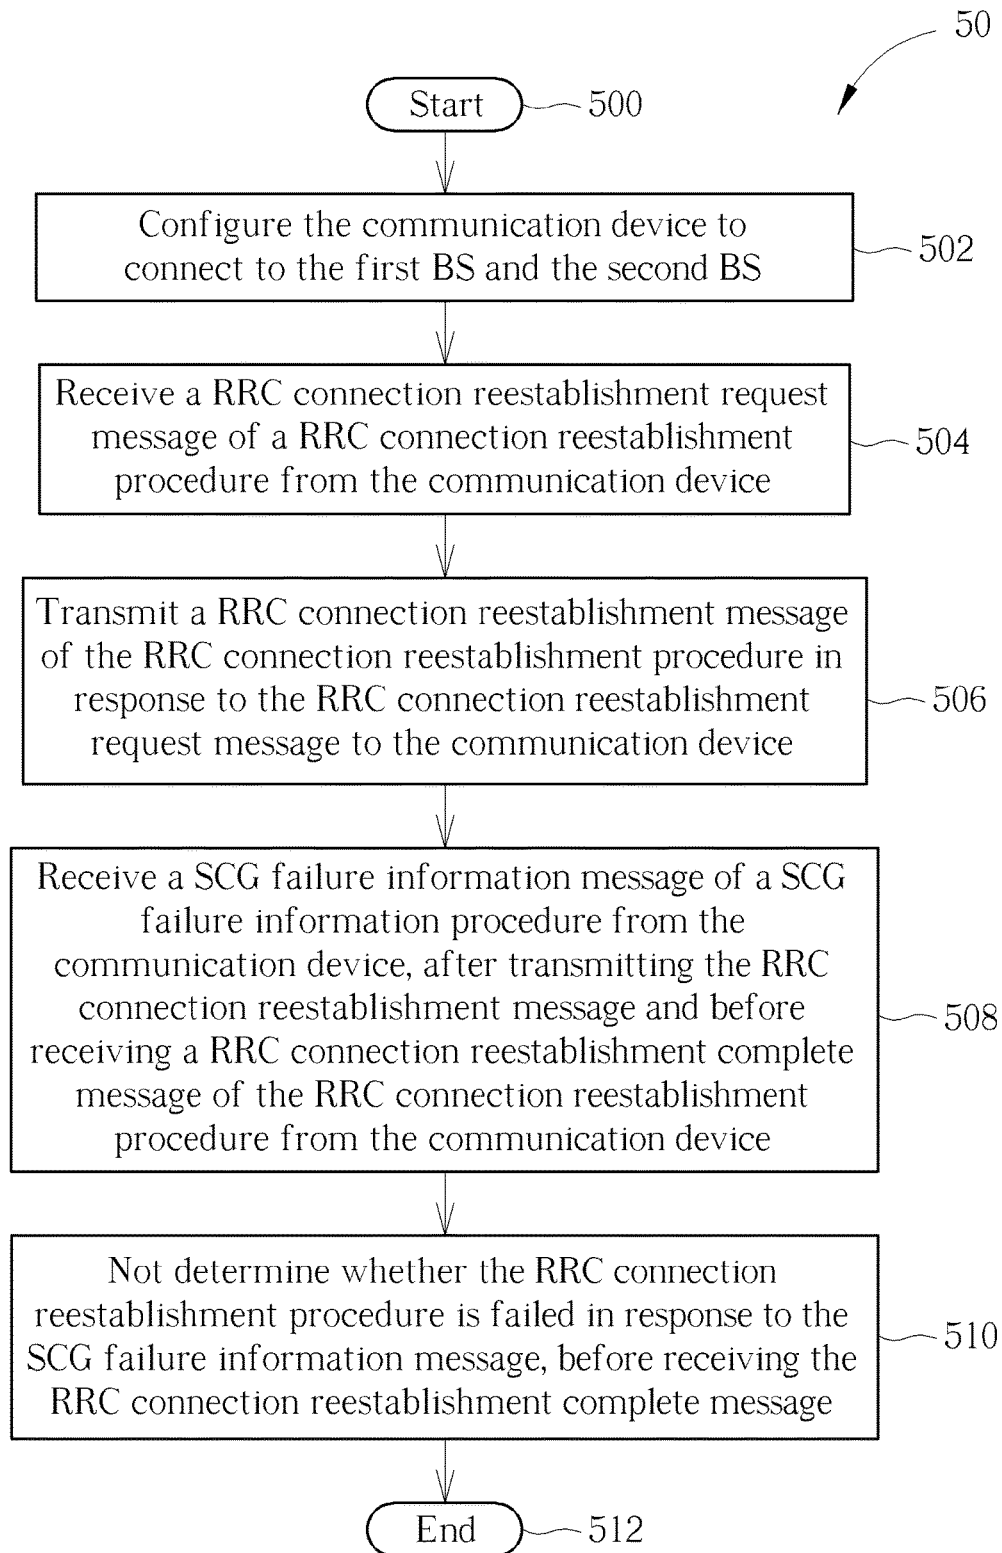 50
Start
500
Configure the communication device to
connect to the first BS and the second BS
502
Receive a RRC connection reestablishment request
message of a RRC connection reestablishment
procedure from the communication device
504
Transmit a RRC connection reestablishment message
of the RRC connection reestablishment procedure in
response to the RRC connection reestablishment
request message to the communication device
506
Receive a SCG failure information message of a SCG
failure information procedure from the
communication device, after transmitting the RRC
connection reestablishment message and before
receiving a RRC connection reestablishment complete
message of the RRC connection reestablishment
procedure from the communication device
508
Not determine whether the RRC connection
reestablishment procedure is failed in response to the
SCG failure information message, before receiving the
RRC connection reestablishment complete message
510
End
512